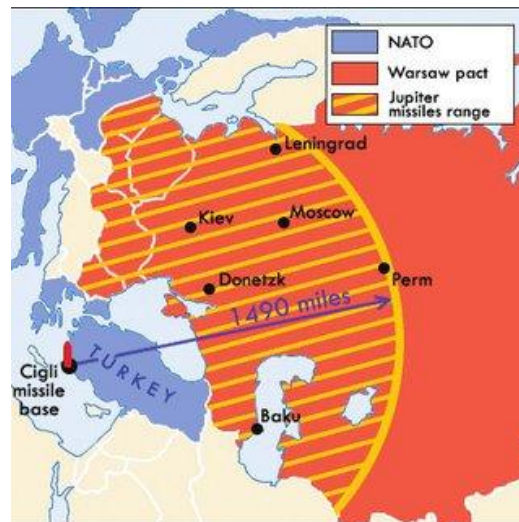 NATO
Warsaw pact
Jupiter
missiles range
Leningrad
Kiev
Moscow
Donetzk
Perm
1490 miles
TURKEY
Cigli
missile
base
Baku